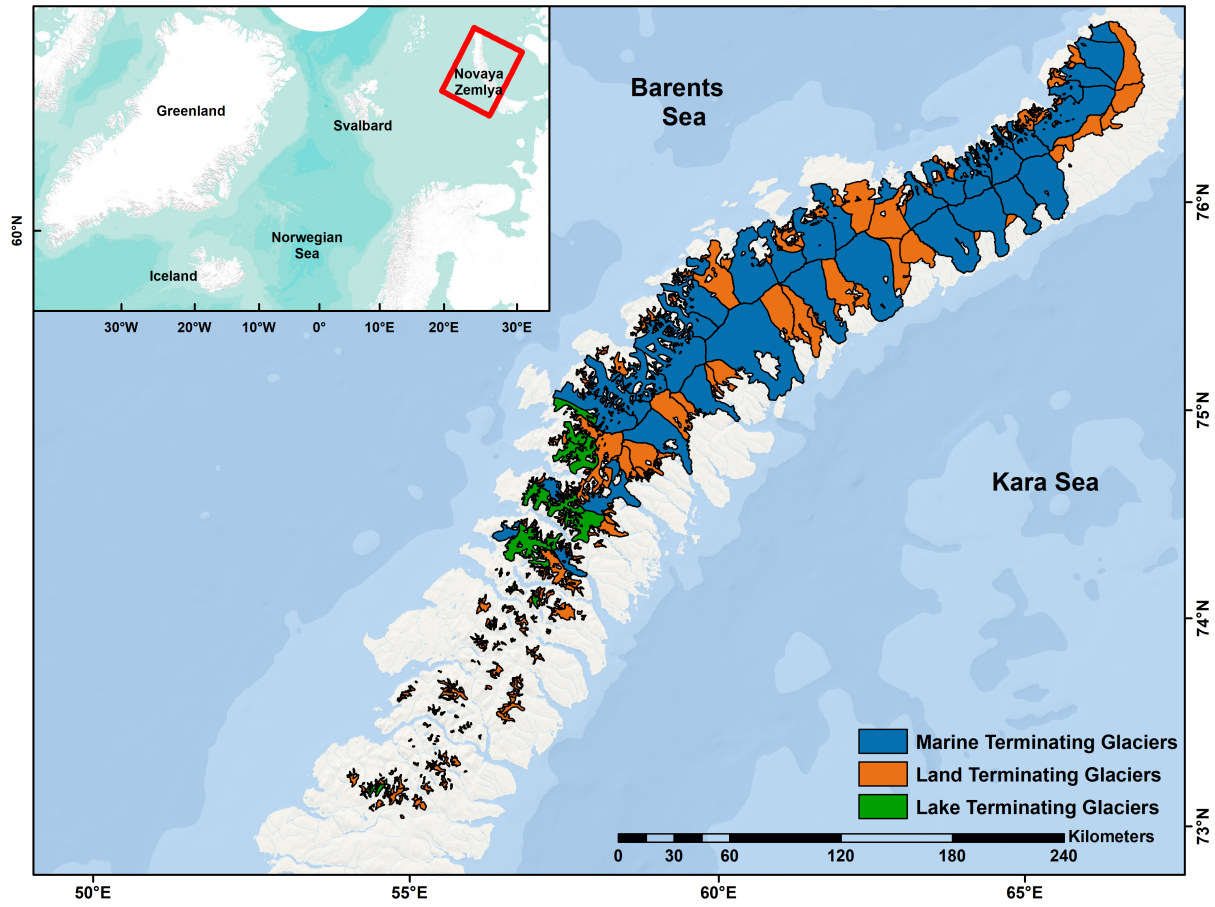 Greenland
Svalbard
Novaya
Zemlya
Norwegian
Sea
Iceland
60°N
30°W
20°W
10°W
0°
10°E
20°E
30°E
Barents
Sea
Kara Sea
76°N
75°N
74°N
73°N
Marine Terminating Glaciers
Land Terminating Glaciers
Lake Terminating Glaciers
Kilometers
0 30 60 120 180 240
50°E
55°E
60°E
65°E